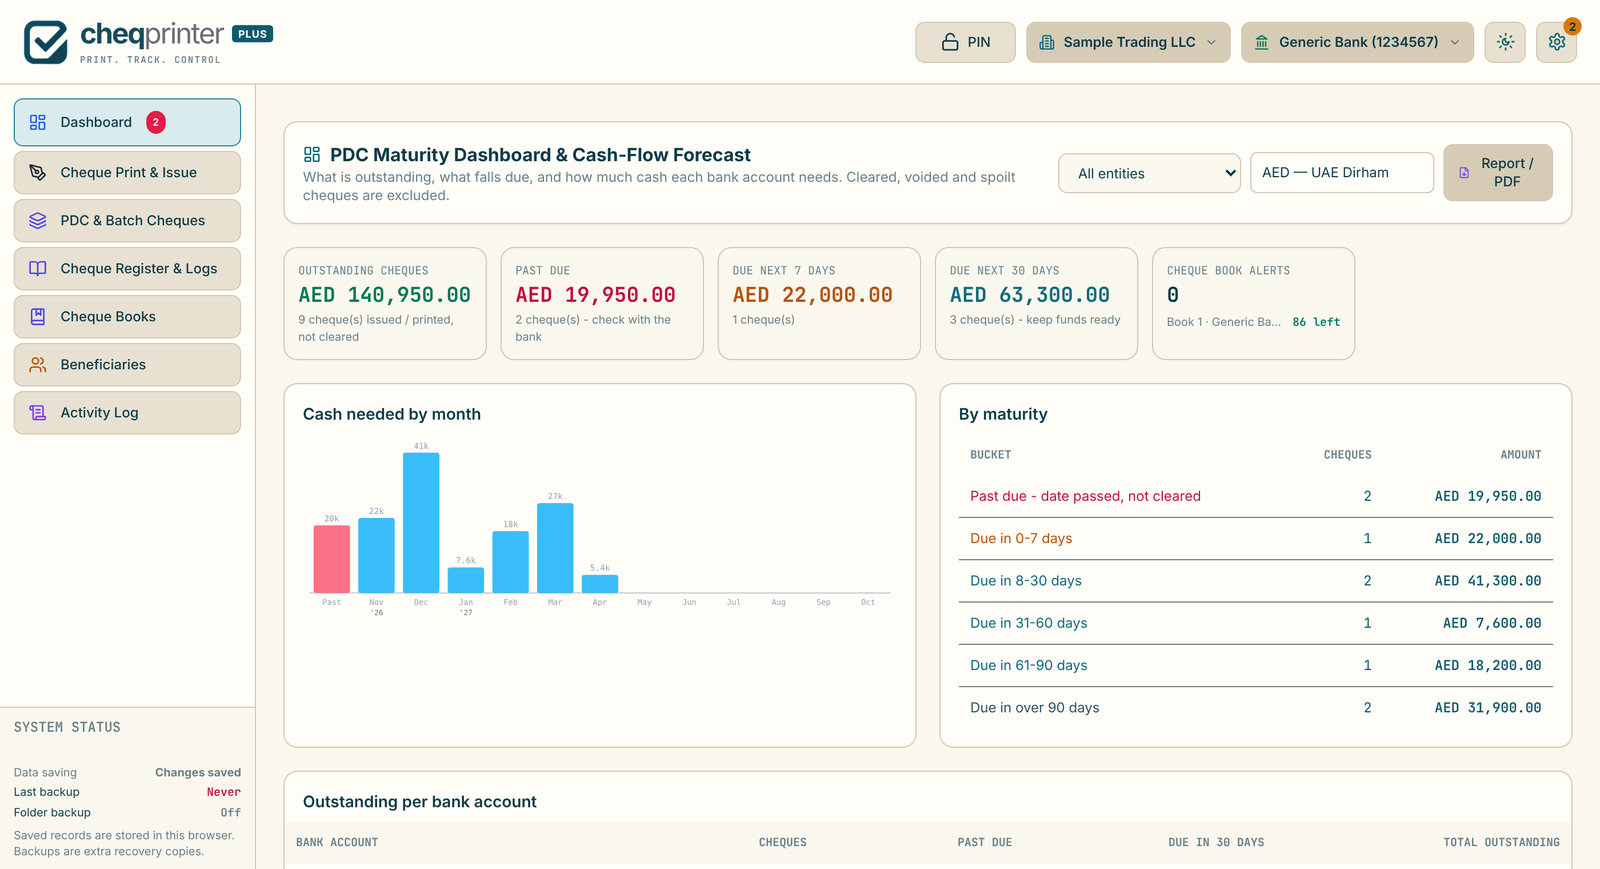 cheqprinter PLUS
PRINT. TRACK. CONTROL
PIN
Sample Trading LLC
Generic Bank (1234567)
2
Dashboard 2
Cheque Print & Issue
PDC & Batch Cheques
Cheque Register & Logs
Cheque Books
Beneficiaries
Activity Log
SYSTEM STATUS
Data saving Changes saved
Last backup Never
Folder backup Off
Saved records are stored in this browser.
Backups are extra recovery copies.
PDC Maturity Dashboard & Cash-Flow Forecast
What is outstanding, what falls due, and how much cash each bank account needs. Cleared, voided and spoilt
cheques are excluded.
All entities
AED — UAE Dirham
Report /
PDF
OUTSTANDING CHEQUES
AED 140,950.00
9 cheque(s) issued / printed,
not cleared
PAST DUE
AED 19,950.00
2 cheque(s) - check with the
bank
DUE NEXT 7 DAYS
AED 22,000.00
1 cheque(s)
DUE NEXT 30 DAYS
AED 63,300.00
3 cheque(s) - keep funds ready
CHEQUE BOOK ALERTS
0
Book 1 · Generic Ba... 86 left
Cash needed by month
20k 22k 41k 7.6k 18k 27k 5.4k
Past Nov Dec Jan Feb Mar Apr May Jun Jul Aug Sep Oct
'26 '27
By maturity
BUCKET CHEQUES AMOUNT
Past due - date passed, not cleared 2 AED 19,950.00
Due in 0-7 days 1 AED 22,000.00
Due in 8-30 days 2 AED 41,300.00
Due in 31-60 days 1 AED 7,600.00
Due in 61-90 days 1 AED 18,200.00
Due in over 90 days 2 AED 31,900.00
Outstanding per bank account
BANK ACCOUNT CHEQUES PAST DUE DUE IN 30 DAYS TOTAL OUTSTANDING